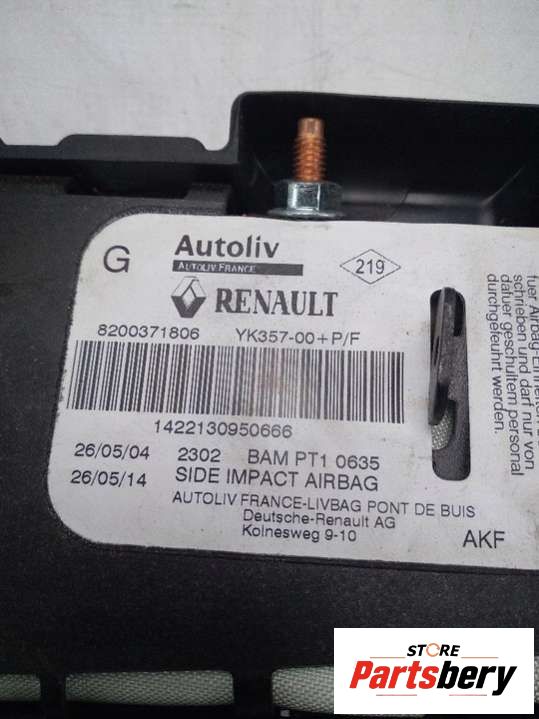 G
Autoliv
AUTOLIV FRANCE
219
RENAULT
8200371806 YK357-00+P/F
1422130950666
26/05/04 2302 BAM PT1 0635
26/05/14 SIDE IMPACT AIRBAG
AUTOLIV FRANCE-LIVBAG PONT DE BUIS
Deutsche-Renault AG
Kolnesweg 9-10
AKF
schrieben und darf nur von
dafuer geschultem personal
durchgefeuhrt werden.
STORE
Partsbery